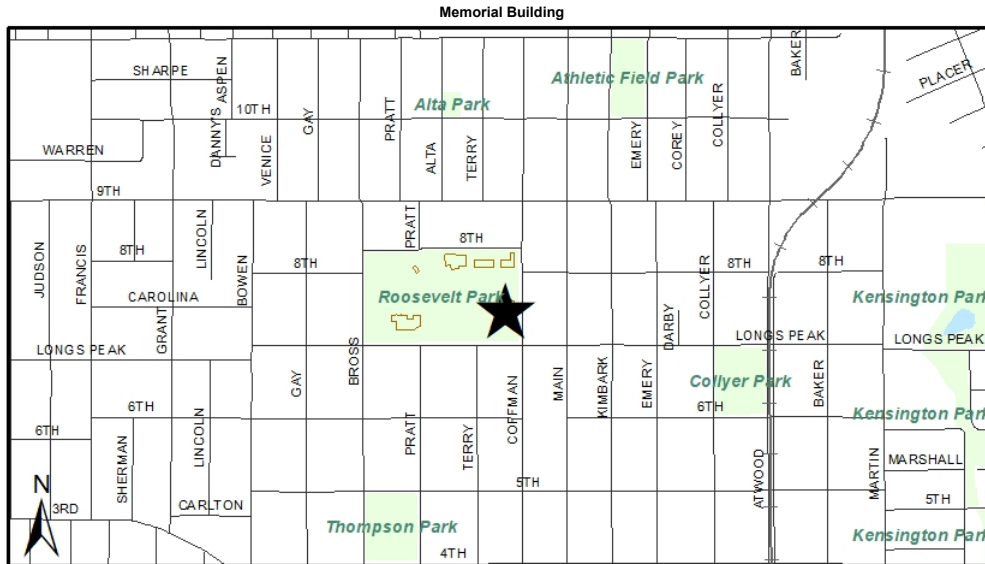 Memorial Building
SHARPE
ASPEN
BAKER
PLACER
Athletic Field Park
Alta Park
10TH
GAY
PRATT
COLLYER
DANNY'S
WARREN
VENICE
ALTA
TERRY
EMERY
COREY
9TH
JUDSON
FRANCIS
8TH
LINCOLN
BOWEN
8TH
PRATT
8TH
COLLYER
8TH
8TH
CAROLINA
Roosevelt Park
Kensington Park
GRANT
DARBY
LONGS PEAK
LONGS PEAK
LONGS PEAK
BROSS
GAY
COFFMAN
MAIN
KIMBARK
EMERY
Collyer Park
BAKER
6TH
6TH
Kensington Park
6TH
SHERMAN
LINCOLN
PRATT
TERRY
ATWOOD
MARTIN
MARSHALL
N
3RD
CARLTON
5TH
5TH
Thompson Park
4TH
Kensington Park